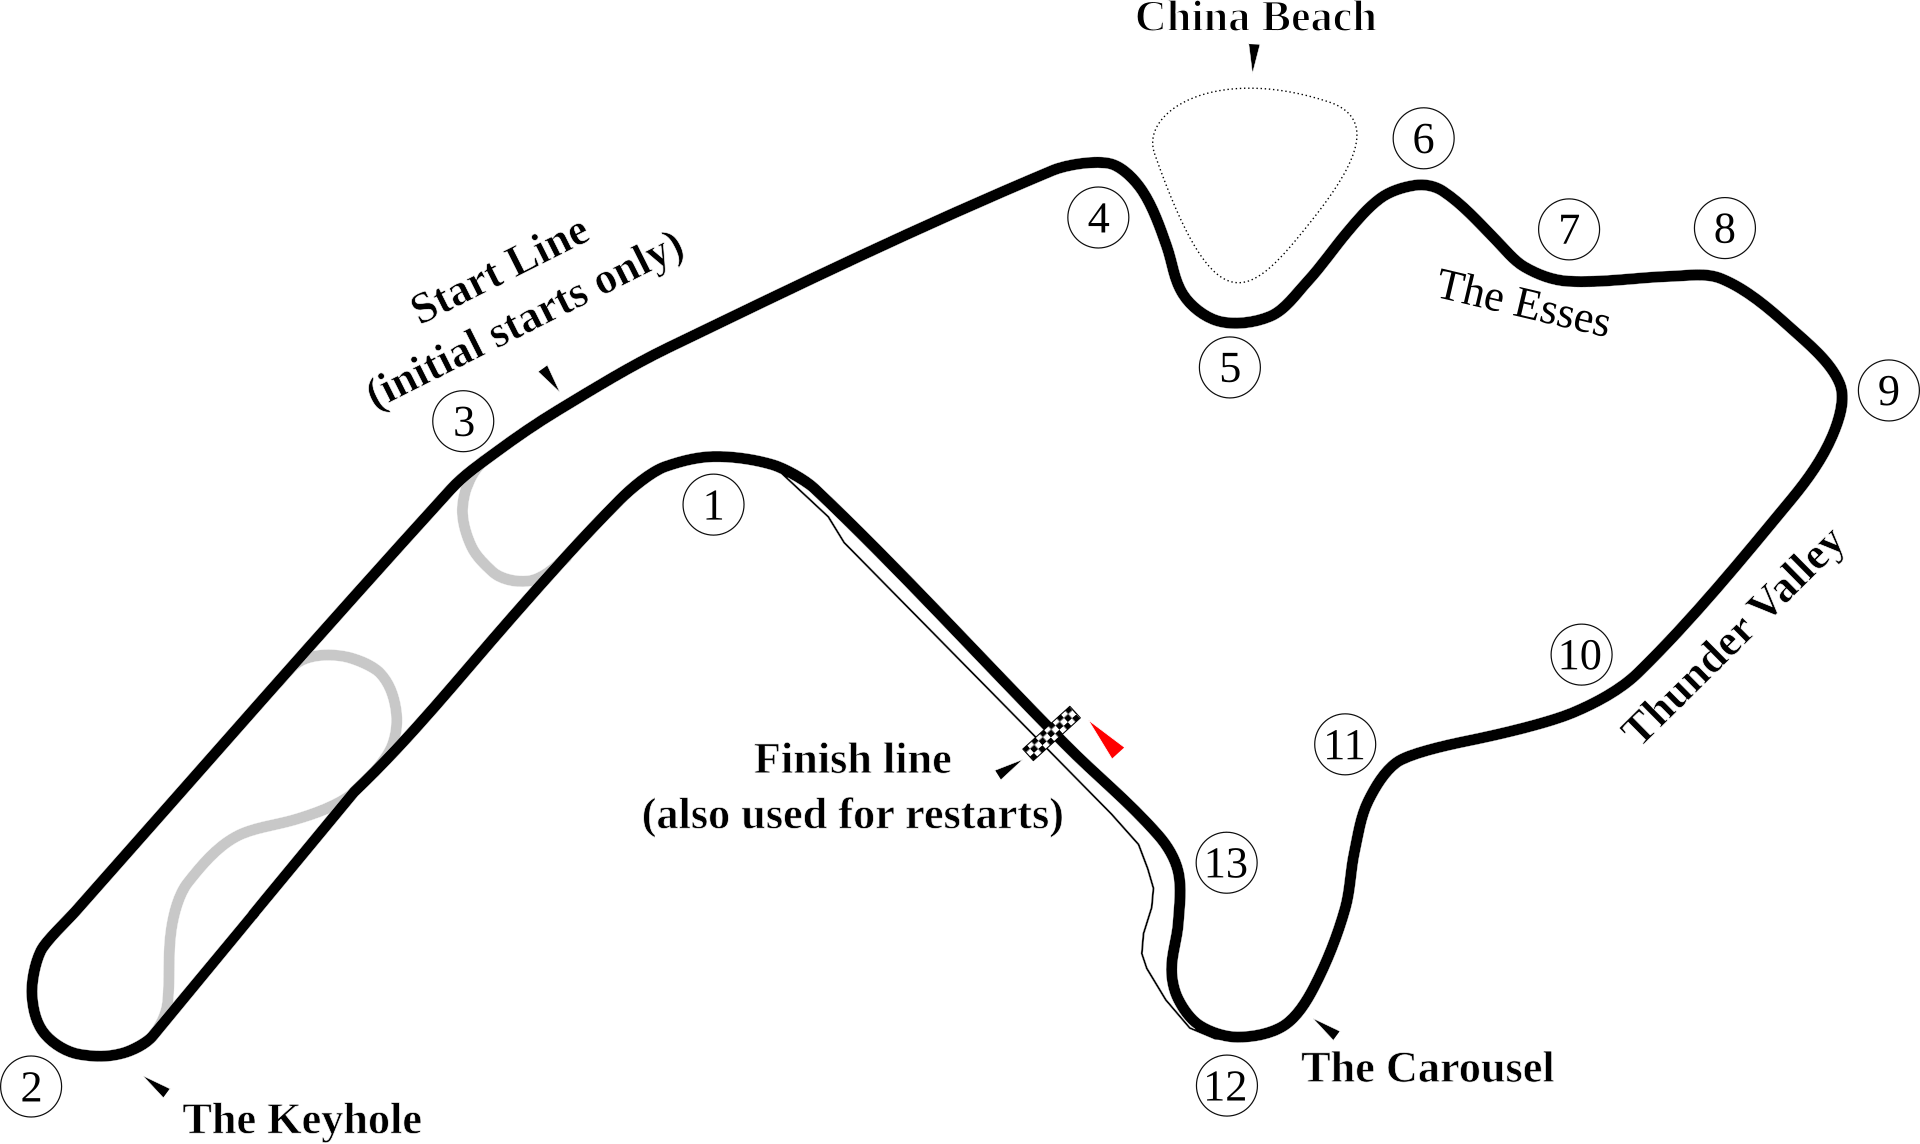 China Beach
6
4
7
8
Start Line
(initial starts only)
The Esses
5
9
3
1
Thunder Valley
10
11
Finish line
(also used for restarts)
13
The Carousel
12
2
The Keyhole